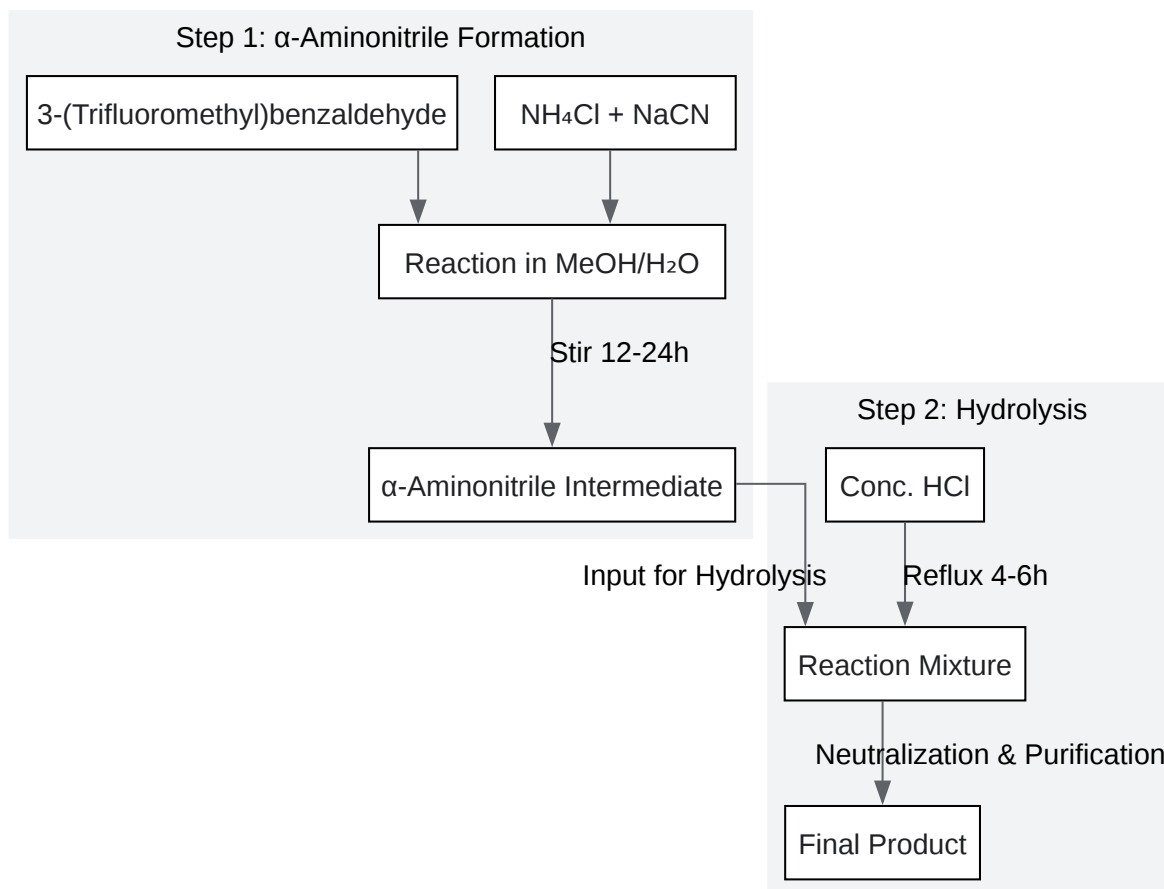 Step 1: α-Aminonitrile Formation
3-(Trifluoromethyl)benzaldehyde
NH₄Cl + NaCN
Reaction in MeOH/H₂O
Stir 12-24h
α-Aminonitrile Intermediate
Step 2: Hydrolysis
Conc. HCl
Input for Hydrolysis
Reflux 4-6h
Reaction Mixture
Neutralization & Purification
Final Product